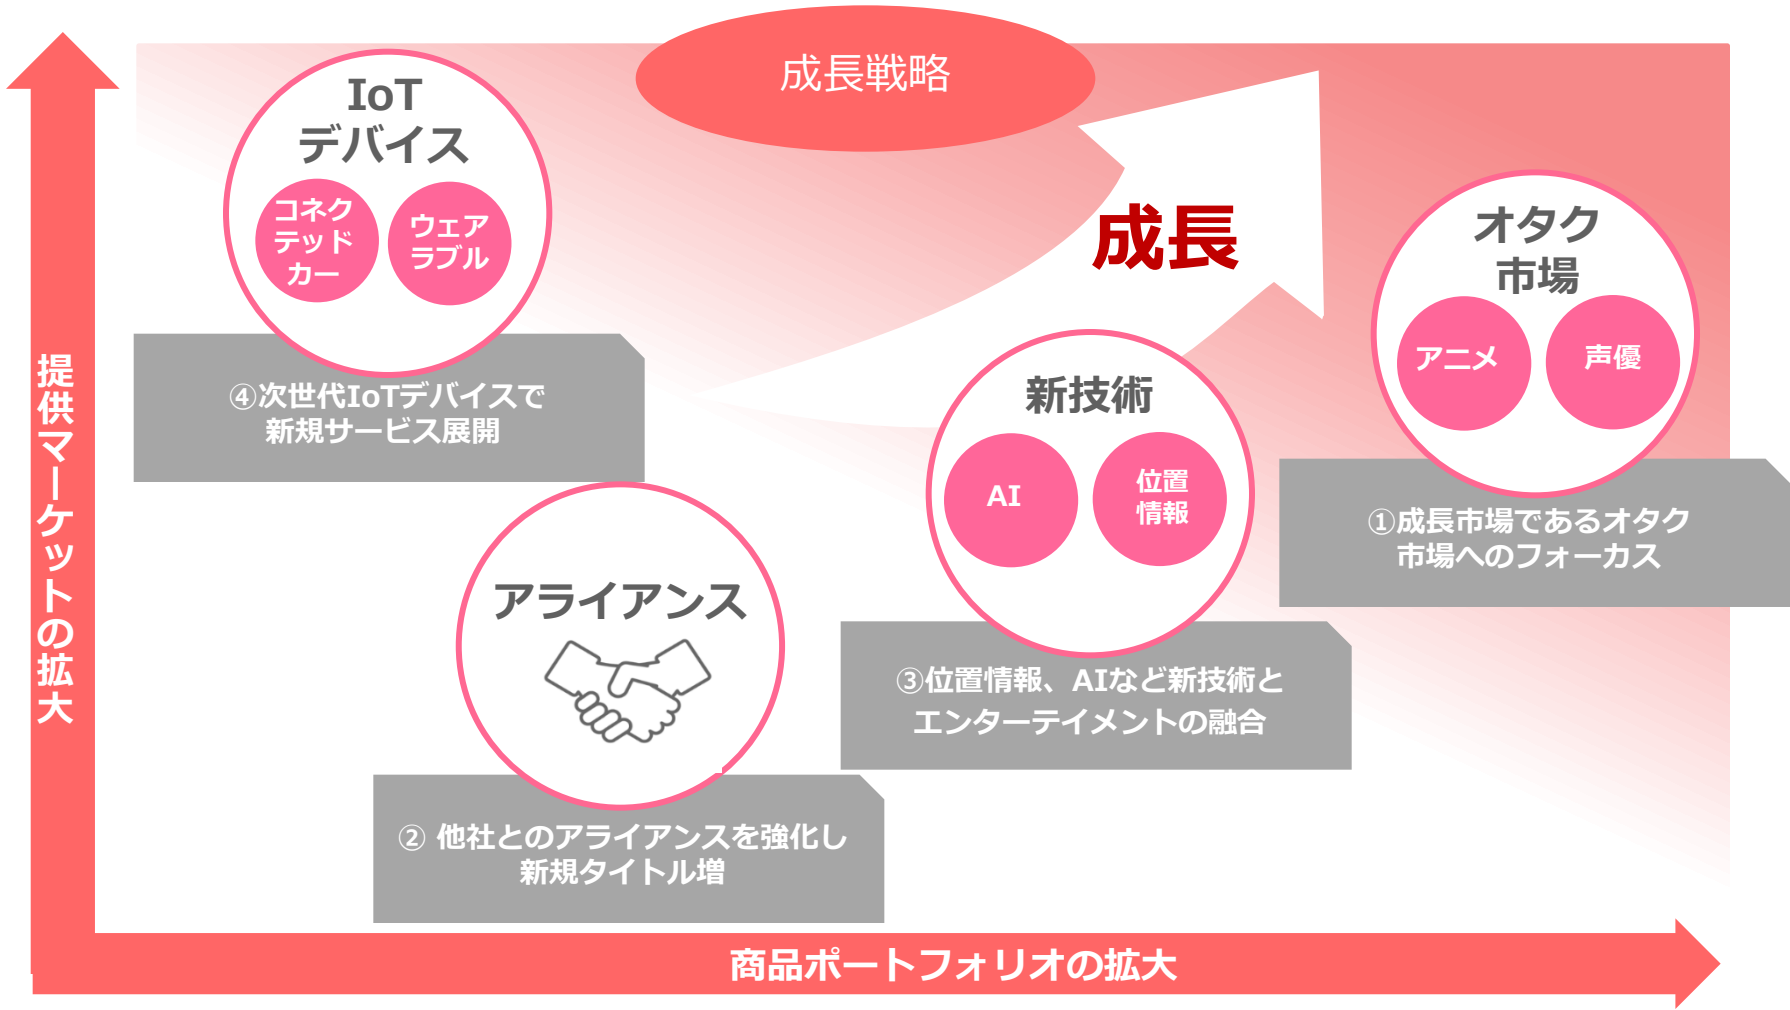 成長戦略
IoT
デバイス
コネク
テッド
カー
ウェア
ラブル
④次世代IoTデバイスで
新規サービス展開
成長
オタク
市場
アニメ
声優
①成長市場であるオタク
市場へのフォーカス
新技術
AI
位置
情報
③位置情報、AIなど新技術と
エンターテイメントの融合
アライアンス
② 他社とのアライアンスを強化し
新規タイトル増
提供マーケットの拡大
商品ポートフォリオの拡大